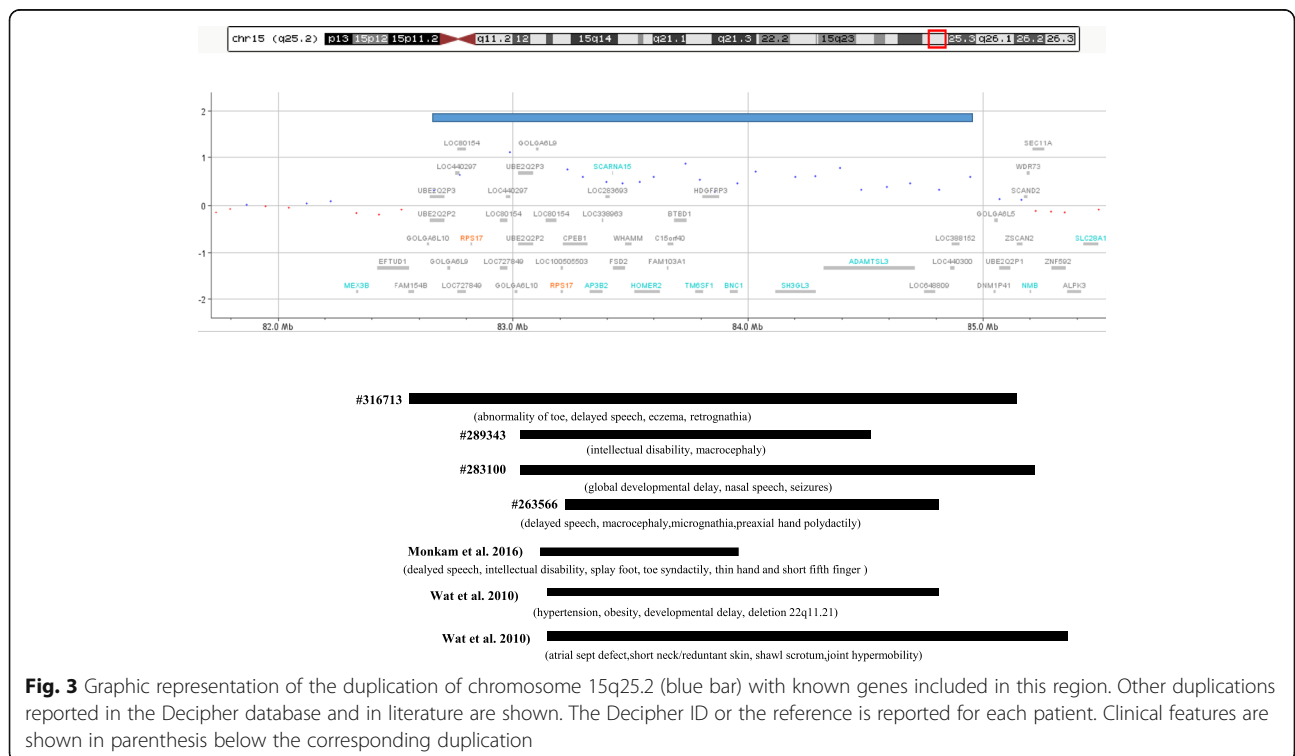 chr15 (q25.2) p13 15p12 15p11.2 q11.2 12 15q14 q21.1 q21.3 22.2 15q23 25.3 q26.1 26.2 26.3
2
LOC80154 GOLGA6L9 SEC11A
1
LOC440297 UBE2Q2P3 SCARNA15 WDR73
UBE2Q2P3 LOC440297 LOC283693 HDGFRP3 SCAND2
0
UBE2Q2P2 LOC80154 LOC80154 LOC338963 BTBD1 GOLGA6L5
GOLGA6L10 RPS17 UBE2Q2P2 CPEB1 WHAMM C15orf40 LOC388152 ZSCAN2 SLC28A1
-1
EFTUD1 GOLGA6L9 LOC727849 LOC100505503 FSD2 FAM103A1 ADAMTSL3 LOC440300 UBE2Q2P1 ZNF592
MEX3B FAM154B LOC727849 GOLGA6L10 RPS17 AP3B2 HOMER2 TM6SF1 BNC1 SH3GL3 LOC648809 DNM1P41 NMB ALPK3
-2
82.0 Mb 83.0 Mb 84.0 Mb 85.0 Mb
#316713
(abnormality of toe, delayed speech, eczema, retrognathia)
#289343
(intellectual disability, macrocephaly)
#283100
(global developmental delay, nasal speech, seizures)
#263566
(delayed speech, macrocephaly,micrognathia,preaxial hand polydactily)
Monkam et al. 2016)
(dealyed speech, intellectual disability, splay foot, toe syndactily, thin hand and short fifth finger )
Wat et al. 2010)
(hypertension, obesity, developmental delay, deletion 22q11.21)
Wat et al. 2010)
(atrial sept defect,short neck/reduntant skin, shawl scrotum,joint hypermobility)
Fig. 3 Graphic representation of the duplication of chromosome 15q25.2 (blue bar) with known genes included in this region. Other duplications
reported in the Decipher database and in literature are shown. The Decipher ID or the reference is reported for each patient. Clinical features are
shown in parenthesis below the corresponding duplication